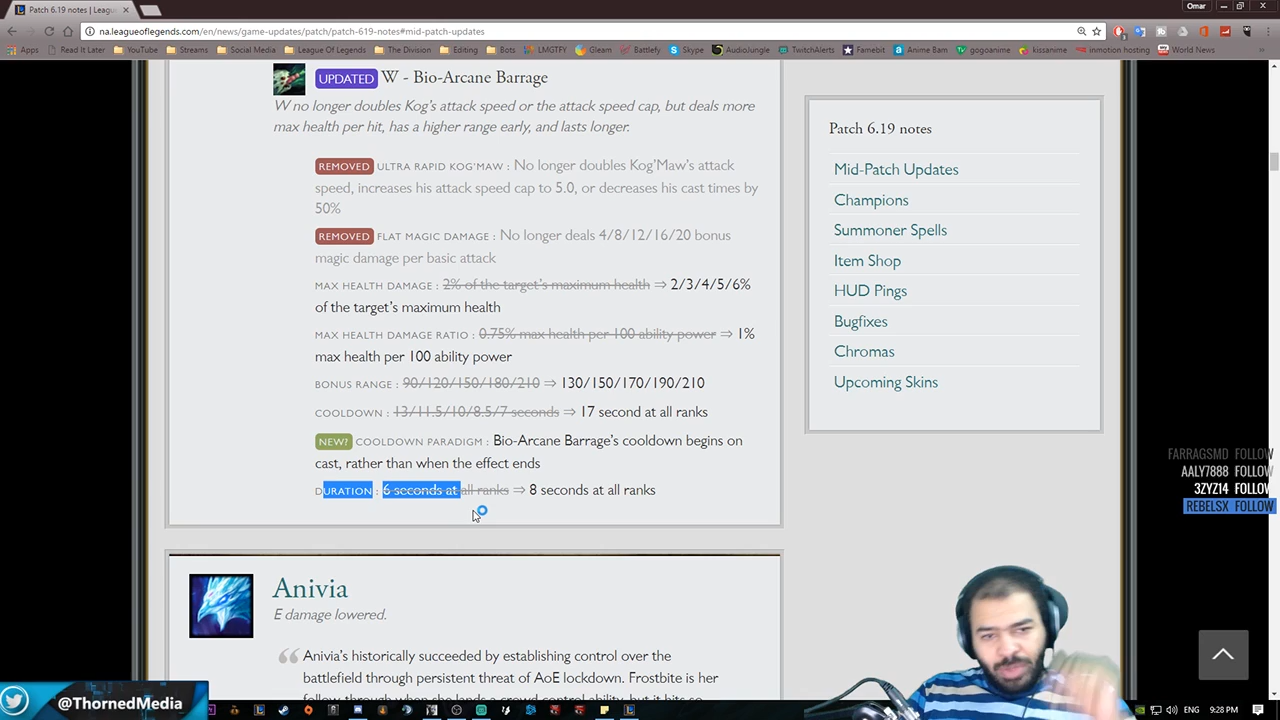 Patch 6.19 notes | Leagu
Omar
na.leagueoflegends.com/en/news/game-updates/patch/patch-619-notes#mid-patch-updates
Apps Read It Later YouTube Streams Social Media League Of Legends The Division Editing Bots LMGTFY Gleam Battlefy Skype AudioJungle TwitchAlerts Famebit Anime Bam gogoanime kissanime inmotion hosting World News
UPDATED W - Bio-Arcane Barrage
W no longer doubles Kog's attack speed or the attack speed cap, but deals more
max health per hit, has a higher range early, and lasts longer.
REMOVED ULTRA RAPID KOG'MAW : No longer doubles Kog'Maw's attack
speed, increases his attack speed cap to 5.0, or decreases his cast times by
50%
REMOVED FLAT MAGIC DAMAGE : No longer deals 4/8/12/16/20 bonus
magic damage per basic attack
MAX HEALTH DAMAGE : 2% of the target's maximum health ⇒ 2/3/4/5/6%
of the target's maximum health
MAX HEALTH DAMAGE RATIO : 0.75% max health per 100 ability power ⇒ 1%
max health per 100 ability power
BONUS RANGE : 90/120/150/180/210 ⇒ 130/150/170/190/210
COOLDOWN : 13/11.5/10/8.5/7 seconds ⇒ 17 second at all ranks
NEW? COOLDOWN PARADIGM : Bio-Arcane Barrage's cooldown begins on
cast, rather than when the effect ends
DURATION : 6 seconds at all ranks ⇒ 8 seconds at all ranks
Anivia
E damage lowered.
Anivia's historically succeeded by establishing control over the
battlefield through persistent threat of AoE lockdown. Frostbite is her
Patch 6.19 notes
Mid-Patch Updates
Champions
Summoner Spells
Item Shop
HUD Pings
Bugfixes
Chromas
Upcoming Skins
FARRAGSMD FOLLOW
AALY7888 FOLLOW
3ZYZ14 FOLLOW
REBELSX FOLLOW
@ThornedMedia
ENG 9:28 PM